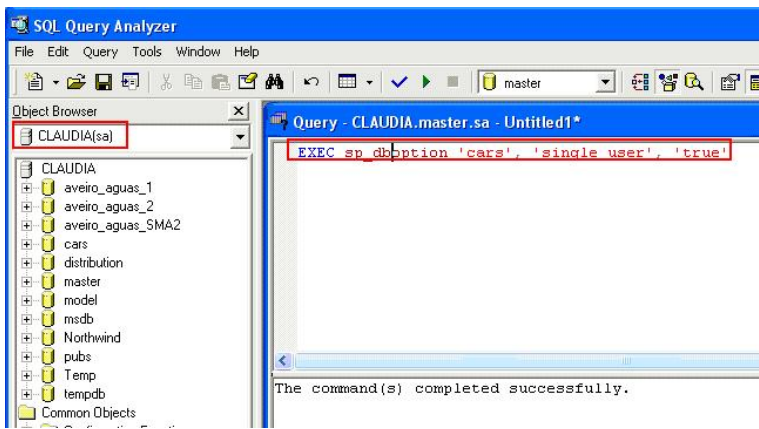 SQL Query Analyzer
File Edit Query Tools Window Help
master
Object Browser
CLAUDIA(sa)
CLAUDIA
aveiro_aguas_1
aveiro_aguas_2
aveiro_aguas_SMA2
cars
distribution
master
model
msdb
Northwind
pubs
Temp
tempdb
Common Objects
Query - CLAUDIA.master.sa - Untitled1*
EXEC sp_dboption 'cars', 'single user', 'true'
The command(s) completed successfully.